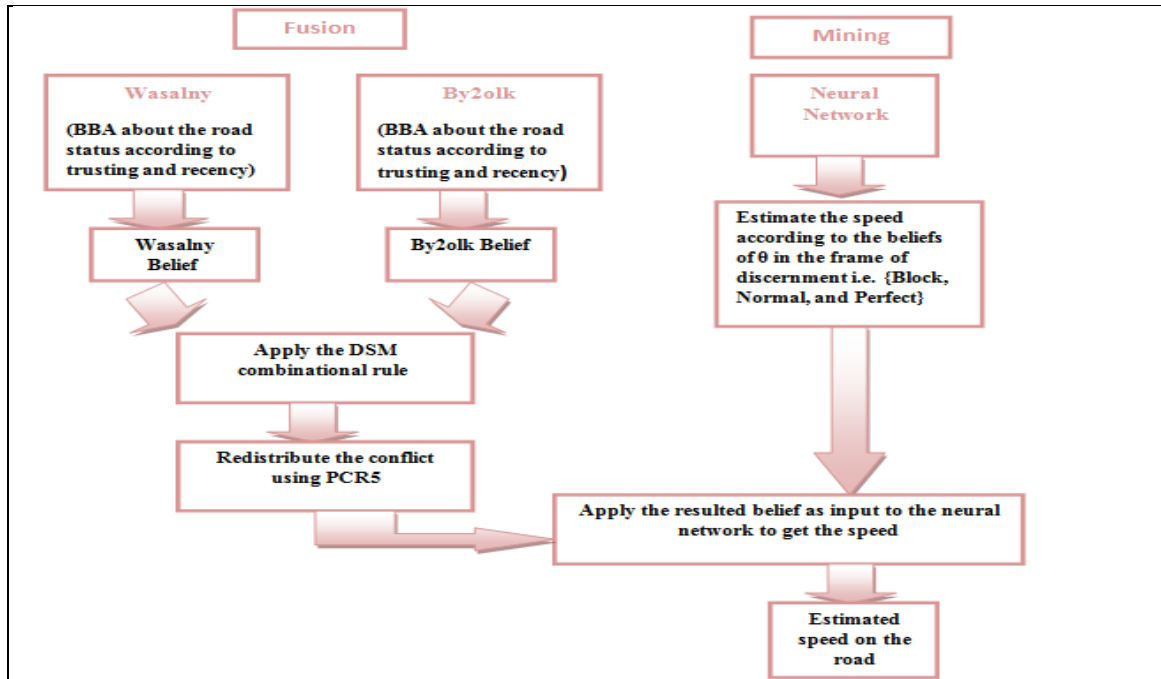 Fusion
Mining
Wasalny
(BBA about the road
status according to
trusting and recency)
By2olk
(BBA about the road
status according to
trusting and recency)
Neural
Network
Wasalny
Belief
By2olk Belief
Estimate the speed
according to the beliefs
of θ in the frame of
discernment i.e. {Block,
Normal, and Perfect}
Apply the DSM
combinational rule
Redistribute the conflict
using PCR5
Apply the resulted belief as input to the neural
network to get the speed
Estimated
speed on the
road